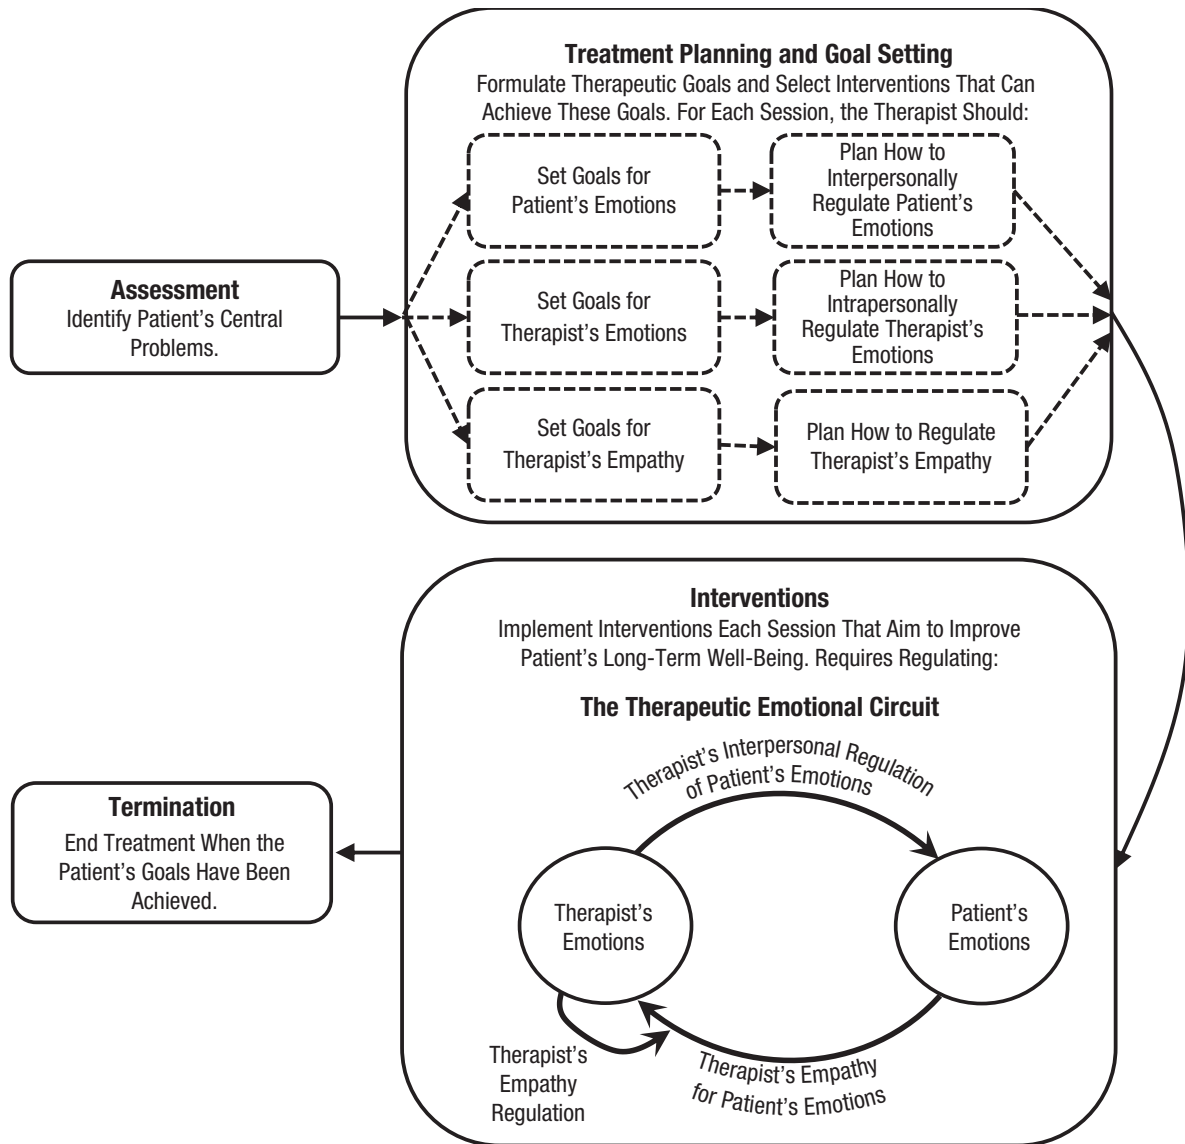 Treatment Planning and Goal Setting
Formulate Therapeutic Goals and Select Interventions That Can
Achieve These Goals. For Each Session, the Therapist Should:
Set Goals for
Patient’s Emotions
Plan How to
Interpersonally
Regulate Patient’s
Emotions
Assessment
Identify Patient’s Central
Problems.
Set Goals for
Therapist’s Emotions
Plan How to
Intrapersonally
Regulate Therapist’s
Emotions
Set Goals for
Therapist’s Empathy
Plan How to Regulate
Therapist’s Empathy
Interventions
Implement Interventions Each Session That Aim to Improve
Patient’s Long-Term Well-Being. Requires Regulating:
The Therapeutic Emotional Circuit
Therapist’s Interpersonal Regulation
of Patient’s Emotions
Therapist’s
Emotions
Patient’s
Emotions
Therapist’s
Empathy
Regulation
Therapist’s Empathy
for Patient’s Emotions
Termination
End Treatment When the
Patient’s Goals Have Been
Achieved.